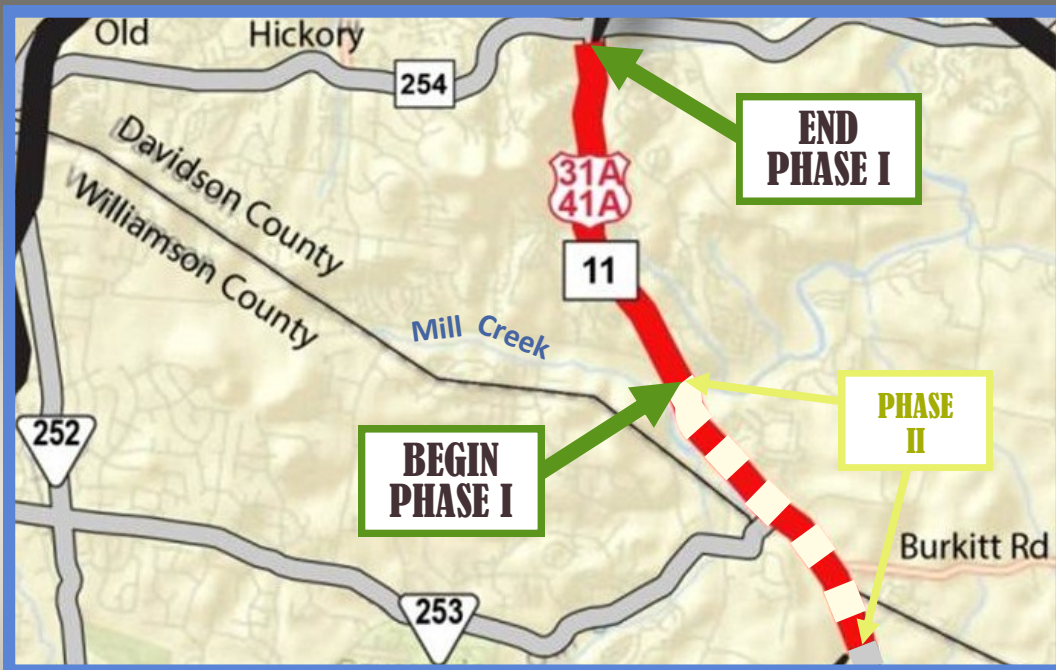 Old Hickory
254
END
PHASE I
Davidson County
Williamson County
31A
41A
11
Mill Creek
252
BEGIN
PHASE I
PHASE
II
Burkitt Rd
253